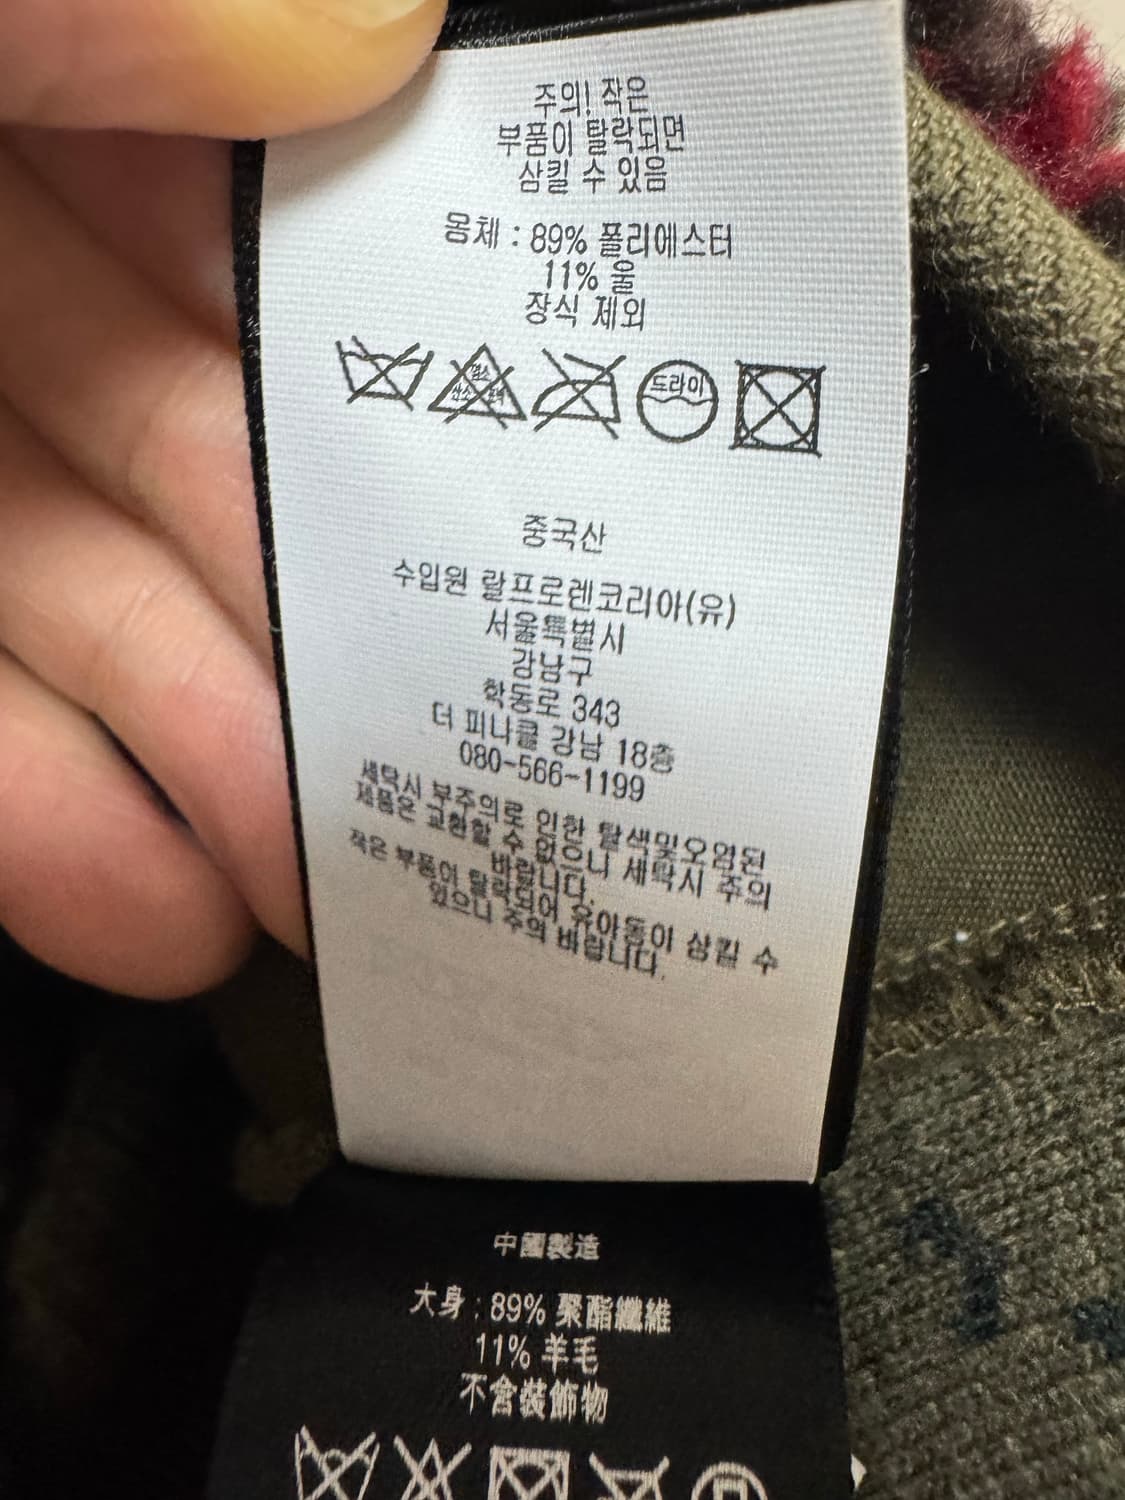 주의! 작은
부품이 탈락되면
삼킬 수 있음
몸체 : 89% 폴리에스터
11% 울
장식 제외
드라이
중국산
수입원 랄프로렌코리아(유)
서울특별시
강남구
학동로 343
더 피나클 강남 18층
080-566-1199
세탁시 부주의로 인한 탈색및오염된
제품은 교환할 수 없으니 세탁시 주의
바랍니다.
작은 부품이 탈락되어 유아동이 삼킬 수
있으니 주의 바랍니다.
中國製造
大身 : 89% 聚酯纖維
11% 羊毛
不含裝飾物